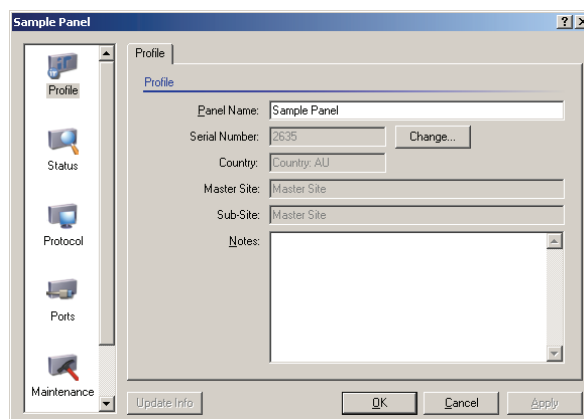 Sample Panel
Profile
Status
Protocol
Ports
Maintenance
Profile
Profile
Panel Name: Sample Panel
Serial Number: 2635 Change...
Country: Country: AU
Master Site: Master Site
Sub-Site: Master Site
Notes:
Update Info OK Cancel Apply